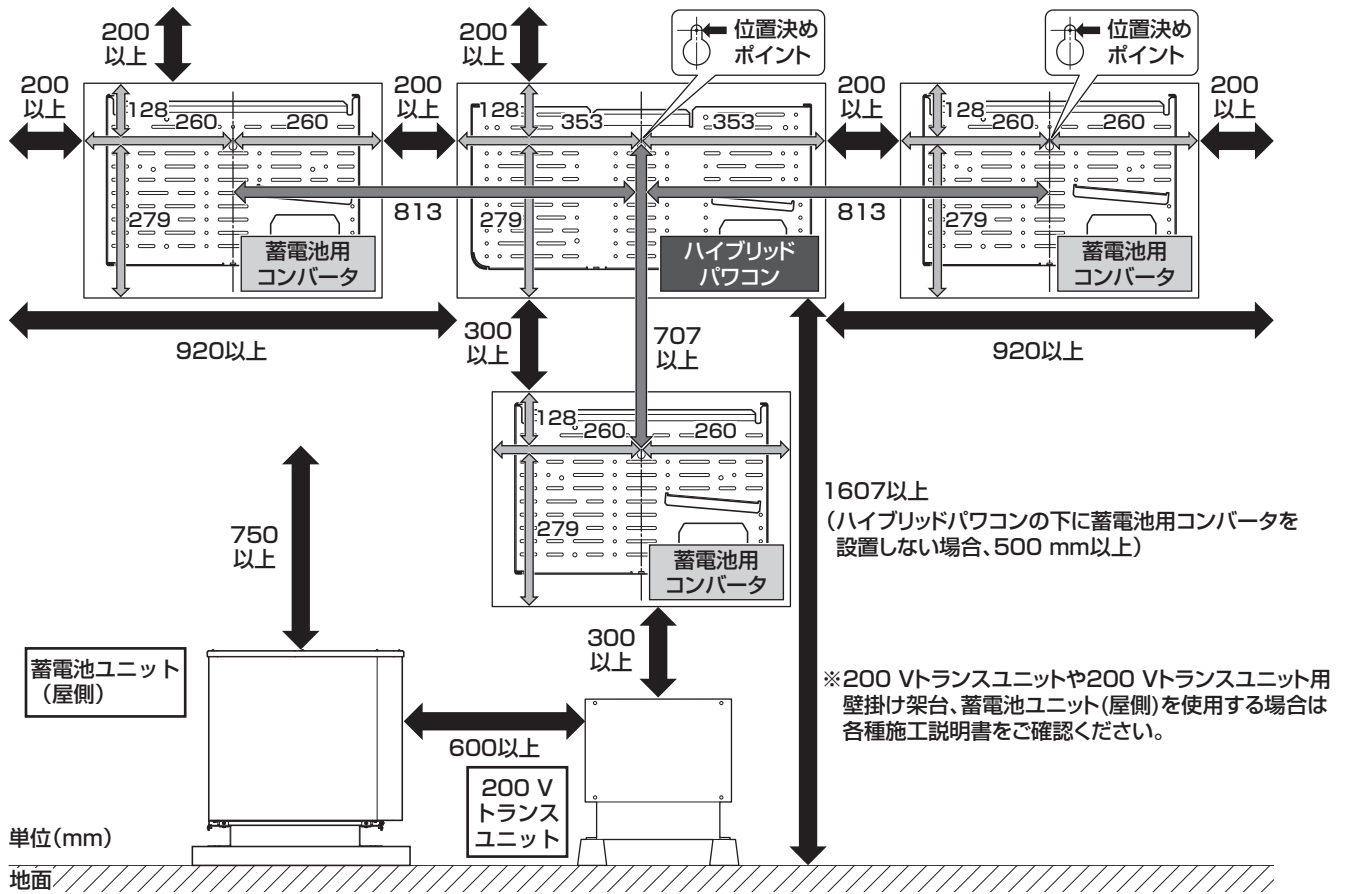 200
以上
200
以上
位置決め
ポイント
位置決め
ポイント
200
以上
200
以上
200
以上
200
以上
128
260
260
128
353
353
128
260
260
813
813
279
279
279
蓄電池用
コンバータ
ハイブリッド
パワコン
蓄電池用
コンバータ
920以上
300
以上
707
以上
920以上
128
260
260
279
蓄電池用
コンバータ
1607以上
(ハイブリッドパワコンの下に蓄電池用コンバータを
設置しない場合、500 mm以上)
750
以上
300
以上
蓄電池ユニット
(屋側)
600以上
200 V
トランス
ユニット
※200 Vトランスユニットや200 Vトランスユニット用
壁掛け架台、蓄電池ユニット(屋側)を使用する場合は
各種施工説明書をご確認ください。
単位(mm)
地面